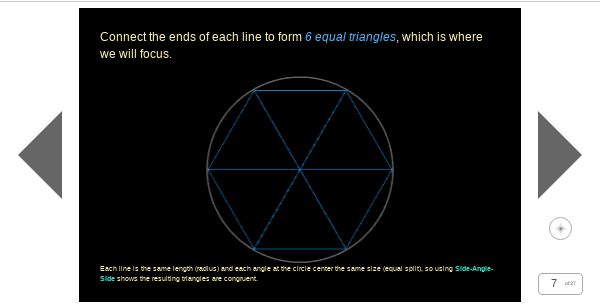 Connect the ends of each line to form 6 equal triangles, which is where
we will focus.
Each line is the same length (radius) and each angle at the circle center the same size (equal split), so using Side-Angle-
Side shows the resulting triangles are congruent.
7 of 37